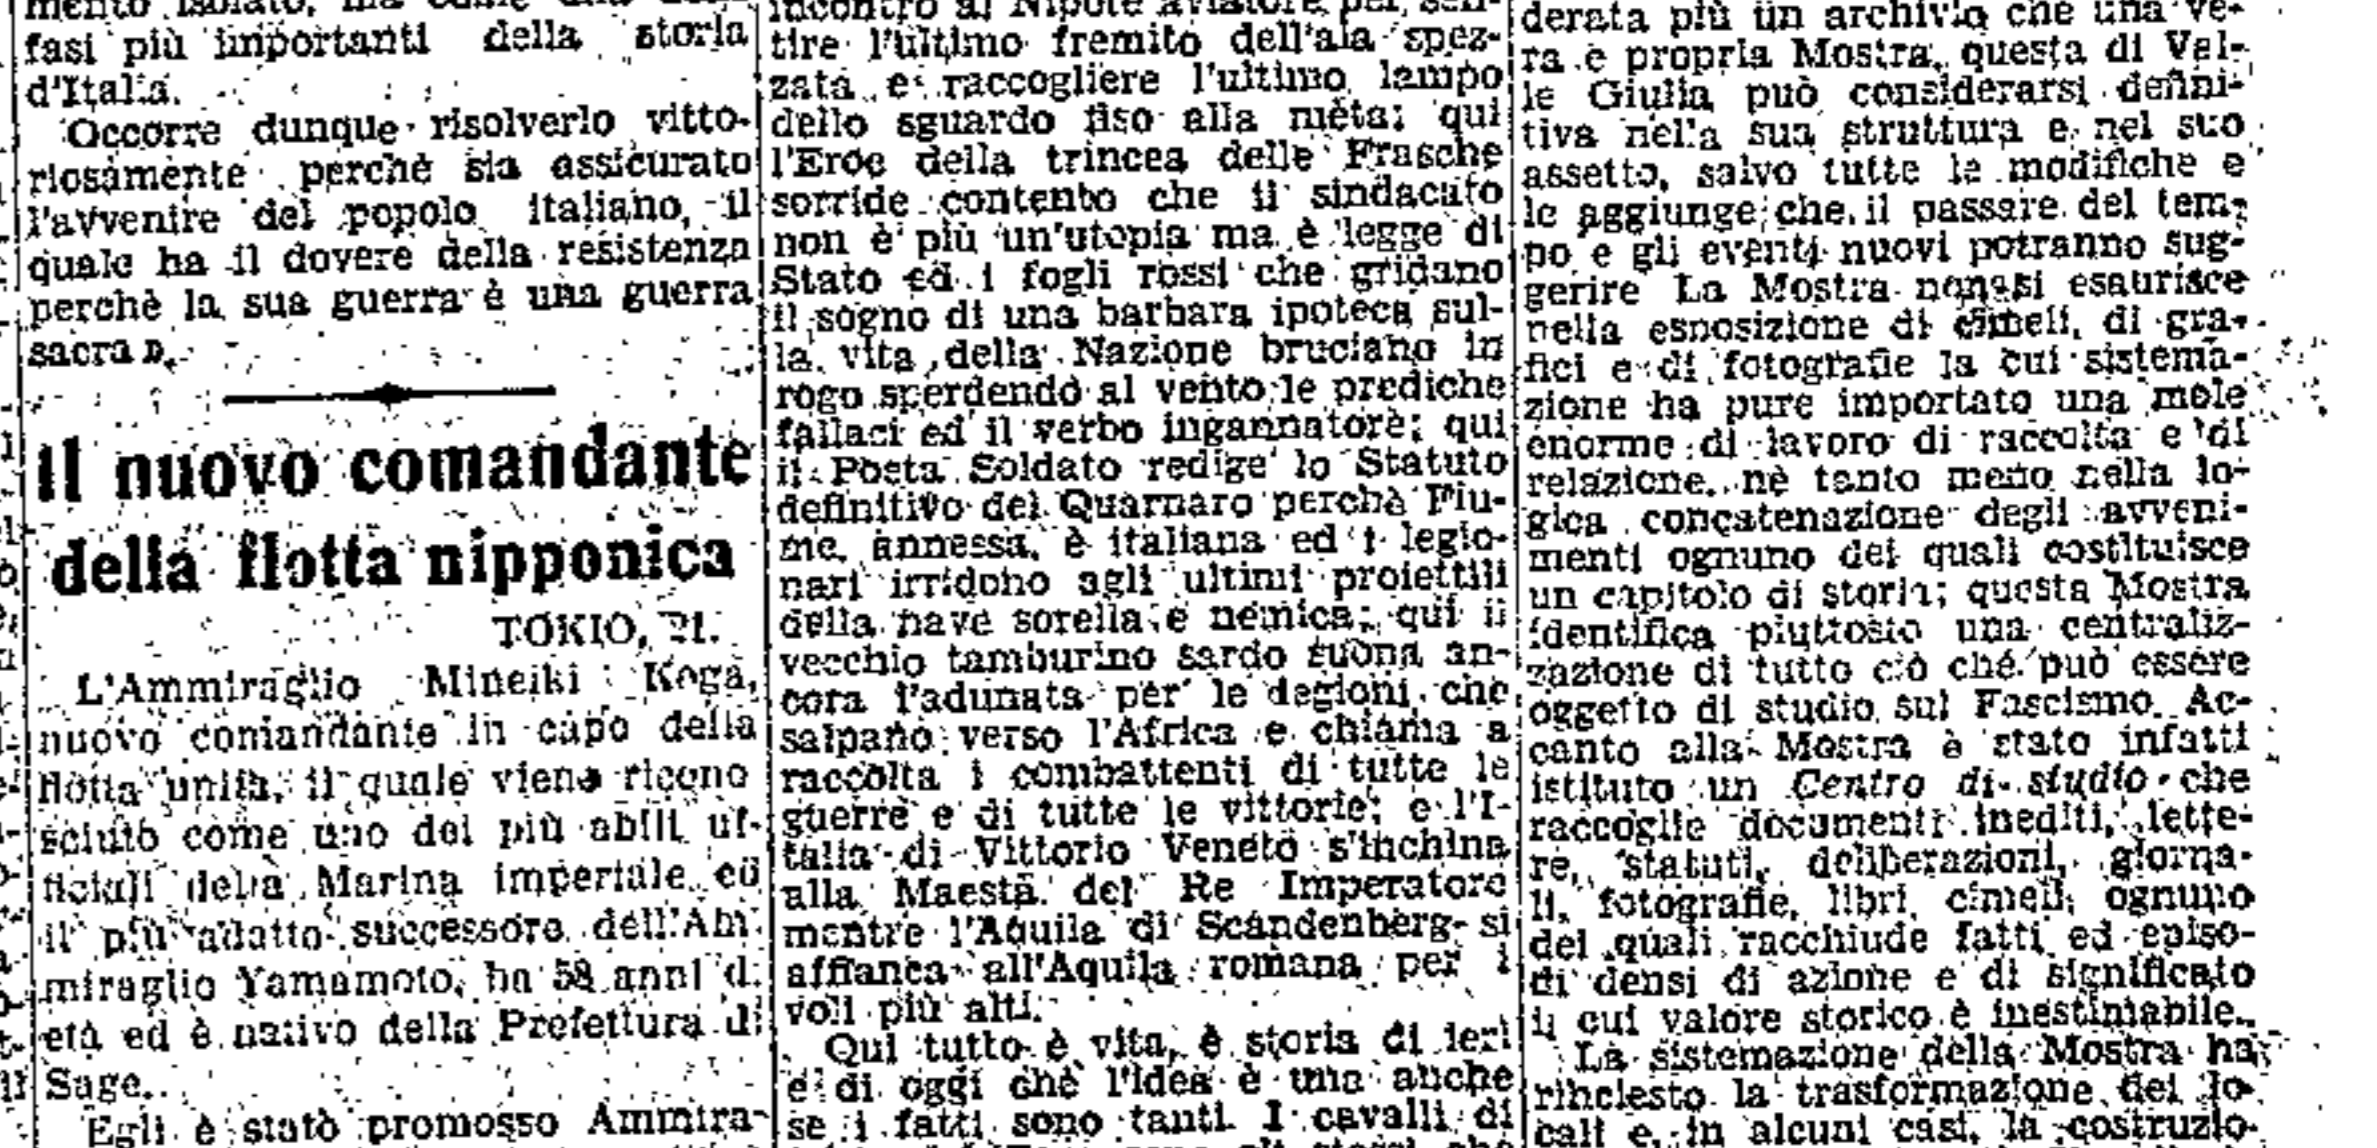 fasi più importanti della storia
d'Italia.
Occorre dunque risolverlo vitto-
riosamente perchè sia assicurato
l'avvenire del popolo italiano, il
quale ha il dovere della resistenza
perchè la sua guerra è una guerra
sacra ».
Il nuovo comandante
della flotta nipponica
TOKIO, 21.
L'Ammiraglio Mineiki Koga,
nuovo comandante in capo della
flotta unita, il quale viene ricono
sciuto come uno dei più abili uf-
ficiali della Marina imperiale ed
il più adatto successore dell'Am
miraglio Yamamoto, ha 58 anni di
età ed è nativo della Prefettura di
Sage.
Egli è stato promosso Ammira-
incontro al Nipote aviatore per sen-
tire l'ultimo fremito dell'ala spez-
zata e raccogliere l'ultimo lampo
dello sguardo fiso alla mèta; qui
l'Eroe della trincea delle Frasche
sorride contento che il sindacato
non è più un'utopia ma è legge di
Stato ed i fogli rossi che gridano
il sogno di una barbara ipoteca sul-
la vita della Nazione bruciano in
rogo sperdendo al vento le prediche
fallaci ed il verbo ingannatore; qui
il Poeta Soldato redige lo Statuto
definitivo del Quarnaro perchè Fiu-
me, annessa, è italiana ed i legio-
nari irridono agli ultimi proiettili
della nave sorella e nemica; qui il
vecchio tamburino sardo suona an-
cora l'adunata per le legioni che
salpano verso l'Africa e chiama a
raccolta i combattenti di tutte le
guerre e di tutte le vittorie; e l'I-
talia di Vittorio Veneto s'inchina
alla Maestà del Re Imperatore
mentre l'Aquila di Scandenberg si
affianca all'Aquila romana per i
voli più alti.
Qui tutto è vita, è storia di ieri
e di oggi chè l'idea è una anche
se i fatti sono tanti. I cavalli di
derata più un archivio che una ve-
ra e propria Mostra, questa di Val-
le Giulia può considerarsi defini-
tiva nella sua struttura e nel suo
assetto, salvo tutte le modifiche e
le aggiunge che il passare del tem-
po e gli eventi nuovi potranno sug-
gerire La Mostra non si esaurisce
nella esposizione di cimeli, di gra-
fici e di fotografie la cui sistema-
zione ha pure importato una mole
enorme di lavoro di raccolta e di
relazione, nè tanto meno nella lo-
gica concatenazione degli avveni-
menti ognuno dei quali costituisce
un capitolo di storia; questa Mostra
identifica piuttosto una centraliz-
zazione di tutto ciò che può essere
oggetto di studio sul Fascismo. Ac-
canto alla Mostra è stato infatti
istituto un Centro di studio che
raccoglie documenti inediti, lette-
re, statuti, deliberazioni, giorna-
li, fotografie, libri, cimeli, ognuno
dei quali racchiude fatti ed episo-
di densi di azione e di significato
il cui valore storico è inestimabile.
La sistemazione della Mostra ha
richiesto la trasformazione dei lo-
cali e, in alcuni casi, la costruzio-